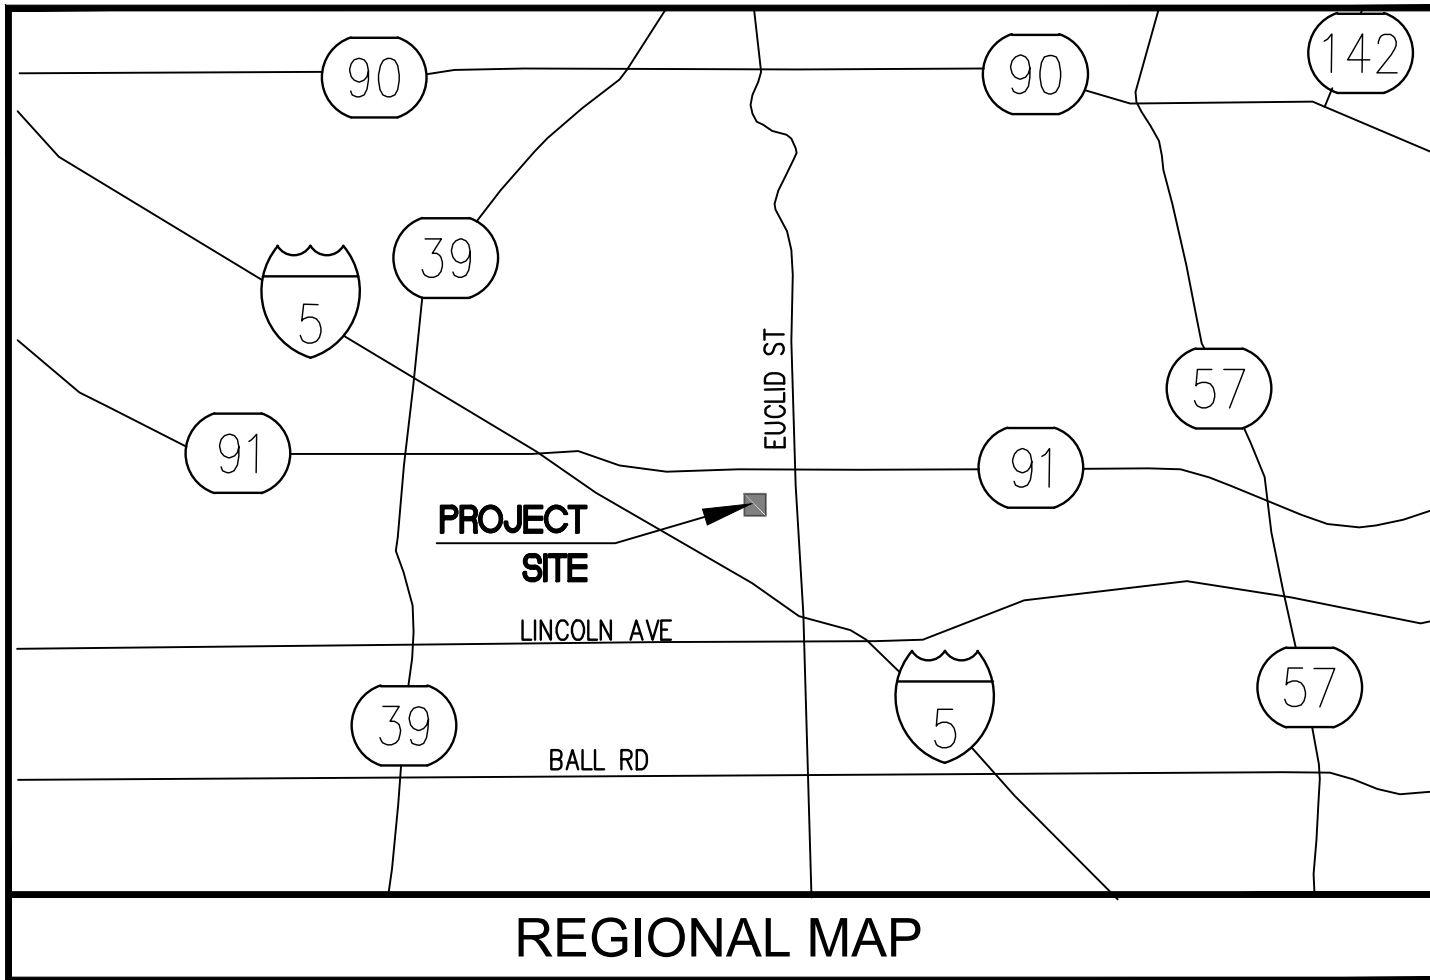 90
90
142
39
5
EUCLID ST
57
91
91
PROJECT
SITE
LINCOLN AVE
57
39
5
BALL RD
REGIONAL MAP